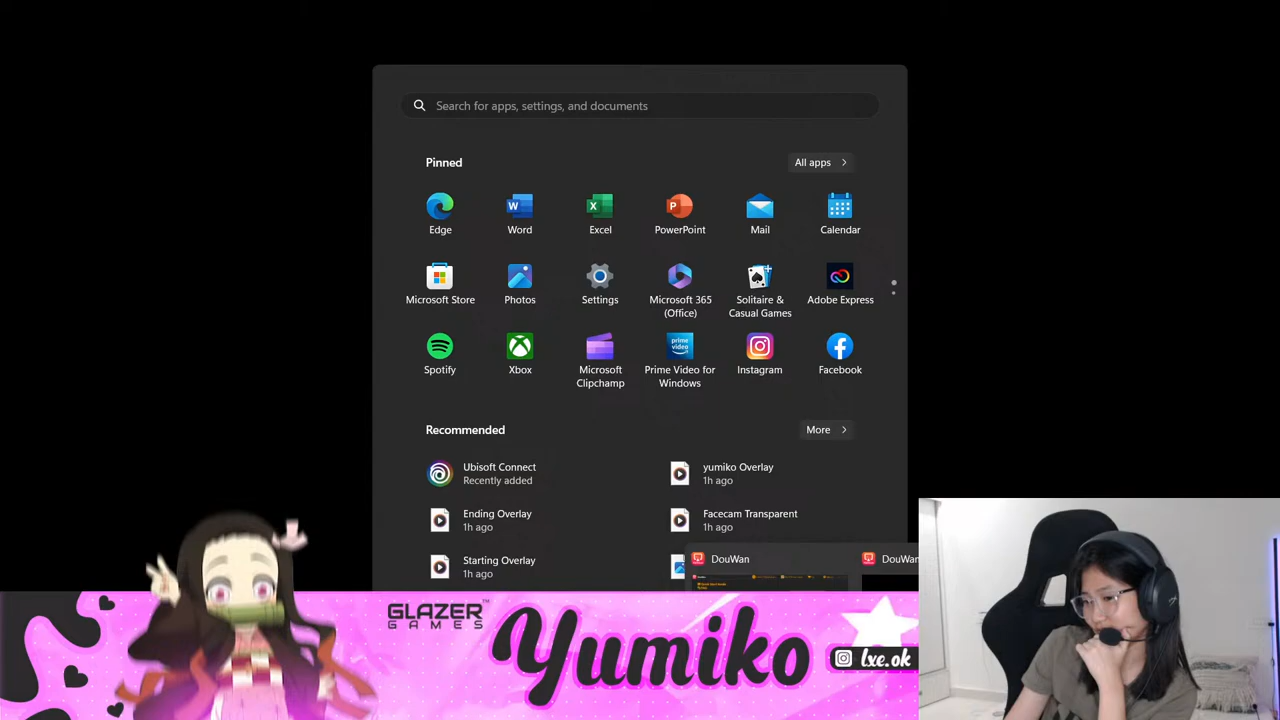 Search for apps, settings, and documents
Pinned
All apps
Edge
Word
Excel
PowerPoint
Mail
Calendar
Microsoft Store
Photos
Settings
Microsoft 365
(Office)
Solitaire &
Casual Games
Adobe Express
Spotify
Xbox
Microsoft
Clipchamp
prime
video
Prime Video for
Windows
Instagram
Facebook
Recommended
More
Ubisoft Connect
Recently added
yumiko Overlay
1h ago
Ending Overlay
1h ago
Facecam Transparent
1h ago
Starting Overlay
1h ago
DouWan
DouWan
GLAZER™
GAMES
Yumiko
lxe.ok